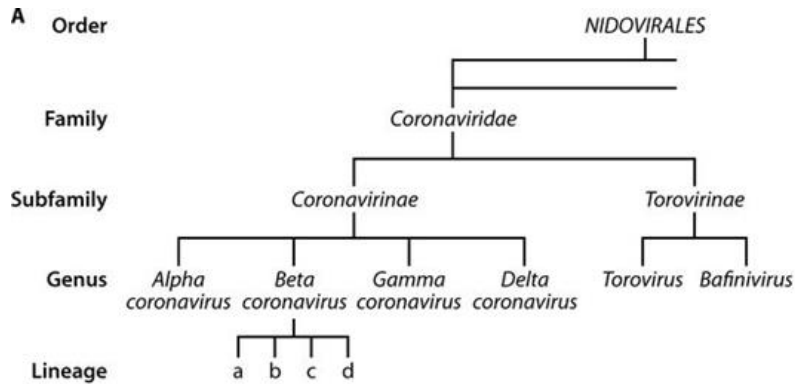 A
Order NIDOVIRALES
Family Coronaviridae
Subfamily Coronavirinae Torovirinae
Genus Alpha coronavirus Beta coronavirus Gamma coronavirus Delta coronavirus Torovirus Bafinivirus
Lineage a b c d